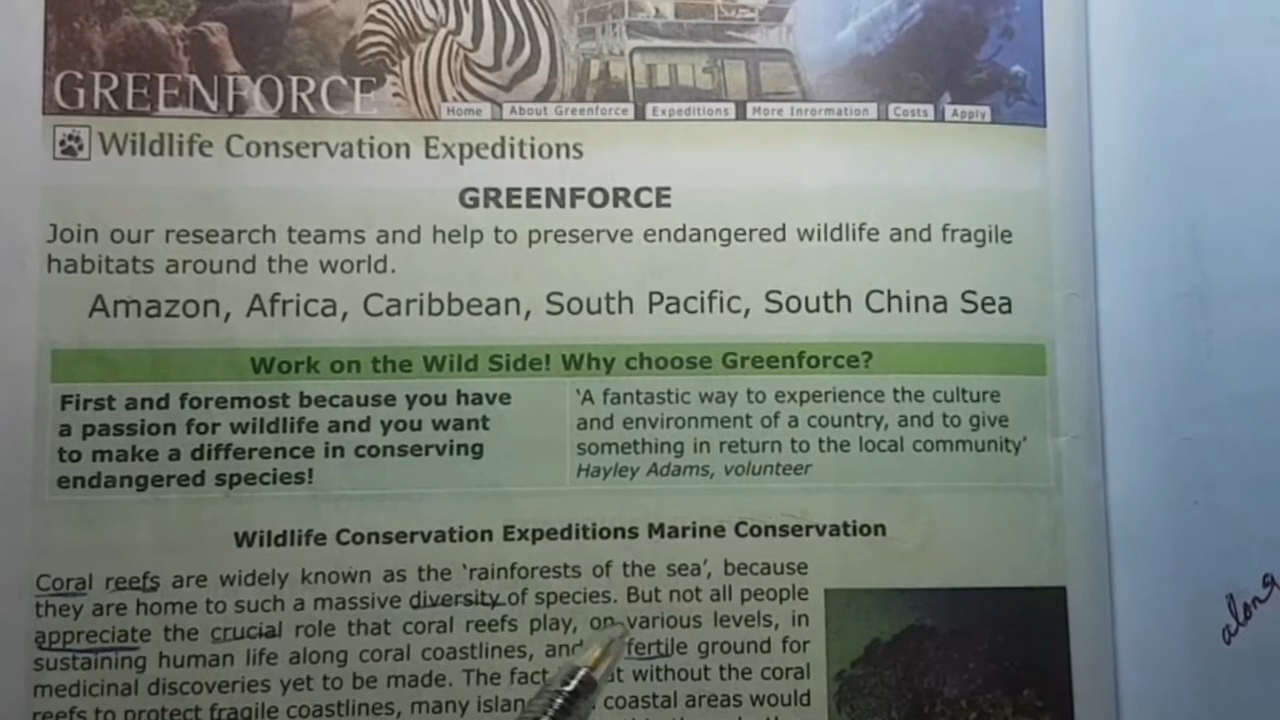 GREENFORCE
Home About Greenforce Expeditions More Inrormation Costs Apply
Wildlife Conservation Expeditions
GREENFORCE
Join our research teams and help to preserve endangered wildlife and fragile
habitats around the world.
Amazon, Africa, Caribbean, South Pacific, South China Sea
Work on the Wild Side! Why choose Greenforce?
First and foremost because you have
a passion for wildlife and you want
to make a difference in conserving
endangered species!
‘A fantastic way to experience the culture
and environment of a country, and to give
something in return to the local community’
Hayley Adams, volunteer
Wildlife Conservation Expeditions Marine Conservation
Coral reefs are widely known as the ‘rainforests of the sea’, because
they are home to such a massive diversity of species. But not all people
appreciate the crucial role that coral reefs play, on various levels, in
sustaining human life along coral coastlines, and fertile ground for
medicinal discoveries yet to be made. The fact without the coral
reefs to protect fragile coastlines, many coastal areas would
along